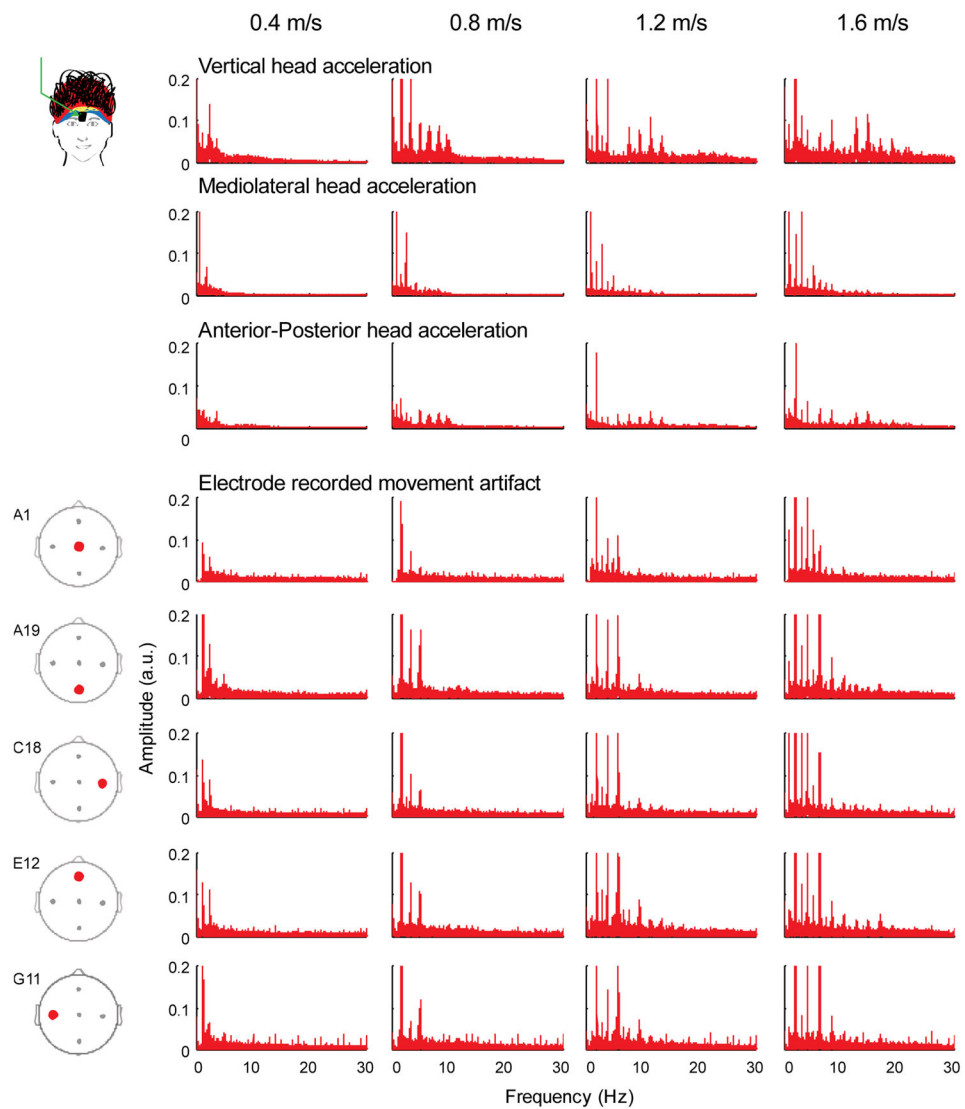 0.4 m/s 0.8 m/s 1.2 m/s 1.6 m/s
Vertical head acceleration
0.2
0.1
0
Mediolateral head acceleration
0.2
0.1
0
Anterior-Posterior head acceleration
0.2
0.1
0
Electrode recorded movement artifact
A1
0.2
0.1
0
A19
0.2
0.1
0
C18
0.2
0.1
0
E12
0.2
0.1
0
G11
0.2
0.1
0
Amplitude (a.u.)
0 10 20 30 0 10 20 30 0 10 20 30 0 10 20 30
Frequency (Hz)